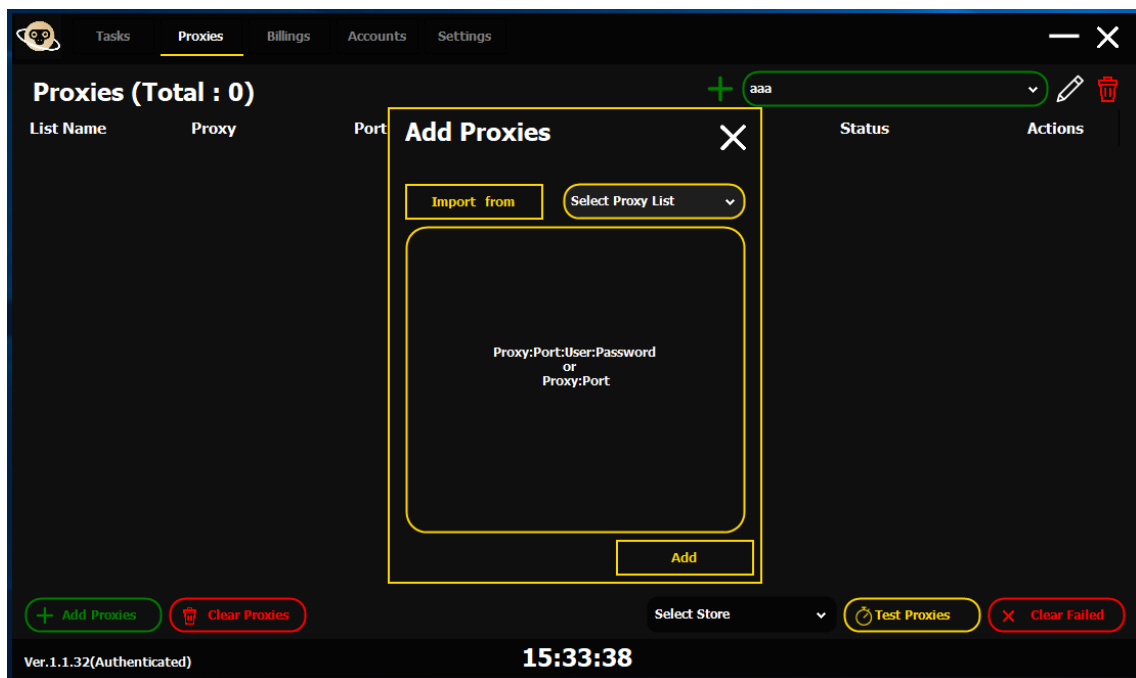 Tasks Proxies Billings Accounts Settings
Proxies (Total : 0)
aaa
List Name Proxy Port Status Actions
Add Proxies
Import from
Select Proxy List
Proxy:Port:User:Password
or
Proxy:Port
Add
Add Proxies
Clear Proxies
Select Store
Test Proxies
Clear Failed
Ver.1.1.32(Authenticated)
15:33:38